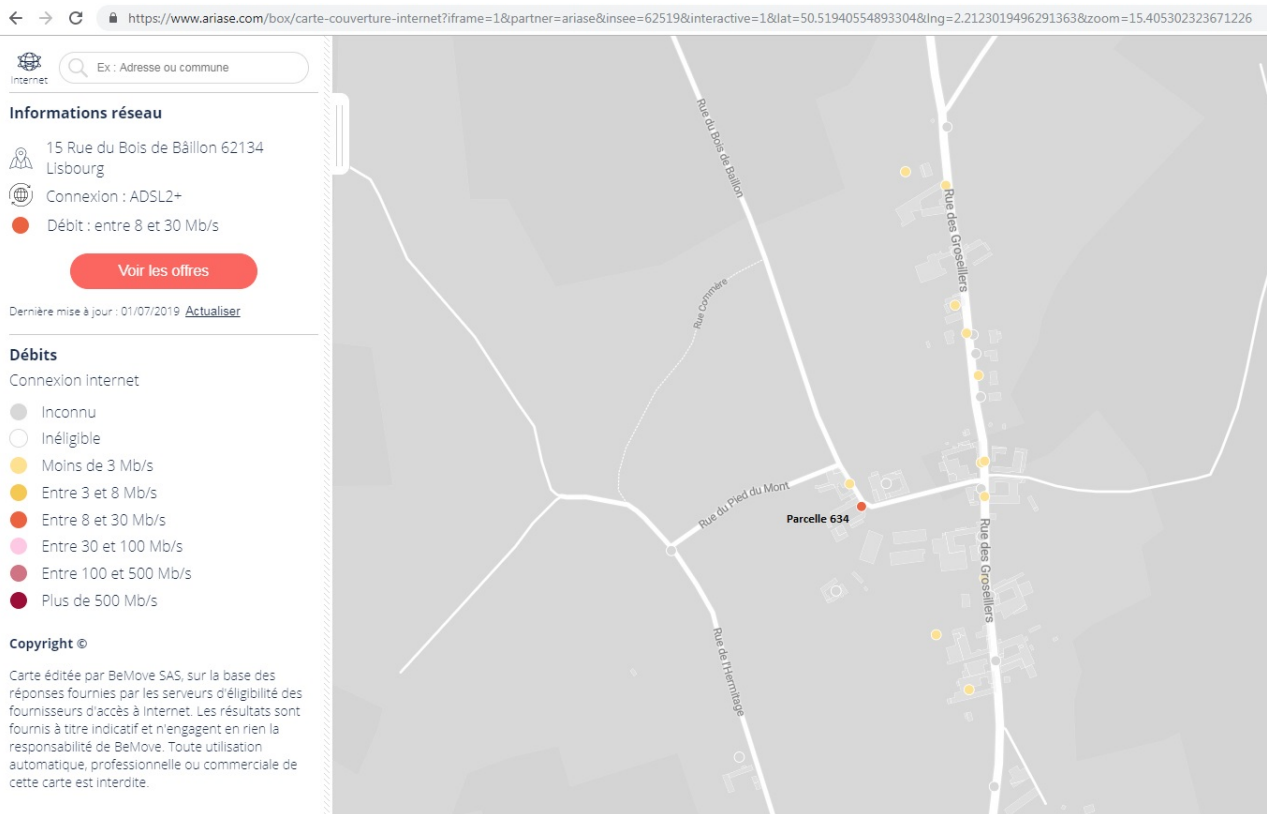 https://www.ariase.com/box/carte-couverture-internet?iframe=1&partner=ariase&insee=62519&interactive=1&lat=50.51940554893304&lng=2.2123019496291363&zoom=15.405302323671226
Internet
Ex : Adresse ou commune
Informations réseau
15 Rue du Bois de Bâillon 62134
Lisbourg
Connexion : ADSL2+
Débit : entre 8 et 30 Mb/s
Voir les offres
Dernière mise à jour : 01/07/2019 Actualiser
Débits
Connexion internet
Inconnu
Inéligible
Moins de 3 Mb/s
Entre 3 et 8 Mb/s
Entre 8 et 30 Mb/s
Entre 30 et 100 Mb/s
Entre 100 et 500 Mb/s
Plus de 500 Mb/s
Copyright ©
Carte éditée par BeMove SAS, sur la base des
réponses fournies par les serveurs d'éligibilité des
fournisseurs d'accès à Internet. Les résultats sont
fournis à titre indicatif et n'engagent en rien la
responsabilité de BeMove. Toute utilisation
automatique, professionnelle ou commerciale de
cette carte est interdite.
Rue du Bois de Baillon
Rue des Groseillers
Rue Commère
Rue du Pied du Mont
Parcelle 634
Rue des Groseillers
Rue de l'Hermitage